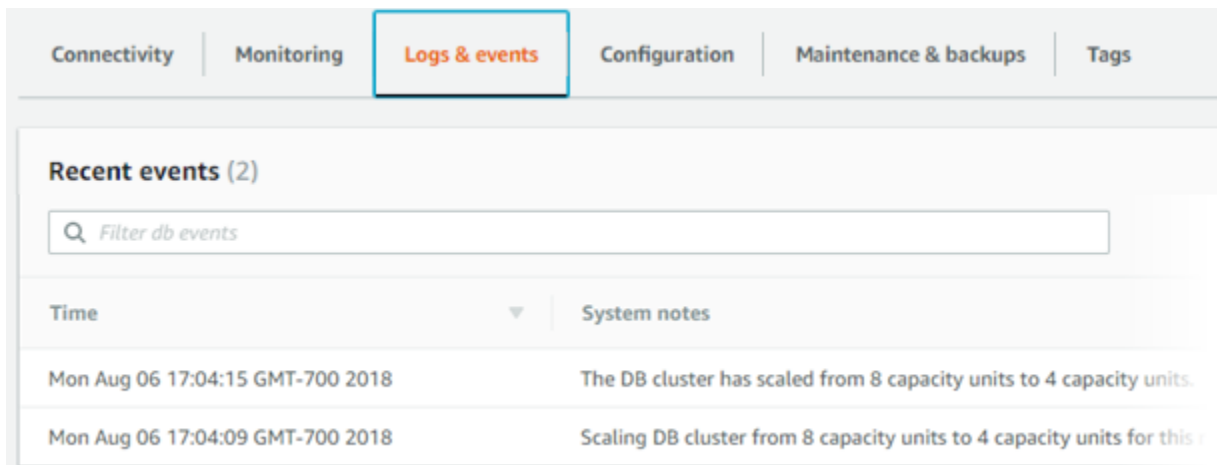 Connectivity Monitoring Logs & events Configuration Maintenance & backups Tags
Recent events (2)
Filter db events
Time System notes
Mon Aug 06 17:04:15 GMT-700 2018 The DB cluster has scaled from 8 capacity units to 4 capacity units.
Mon Aug 06 17:04:09 GMT-700 2018 Scaling DB cluster from 8 capacity units to 4 capacity units for this